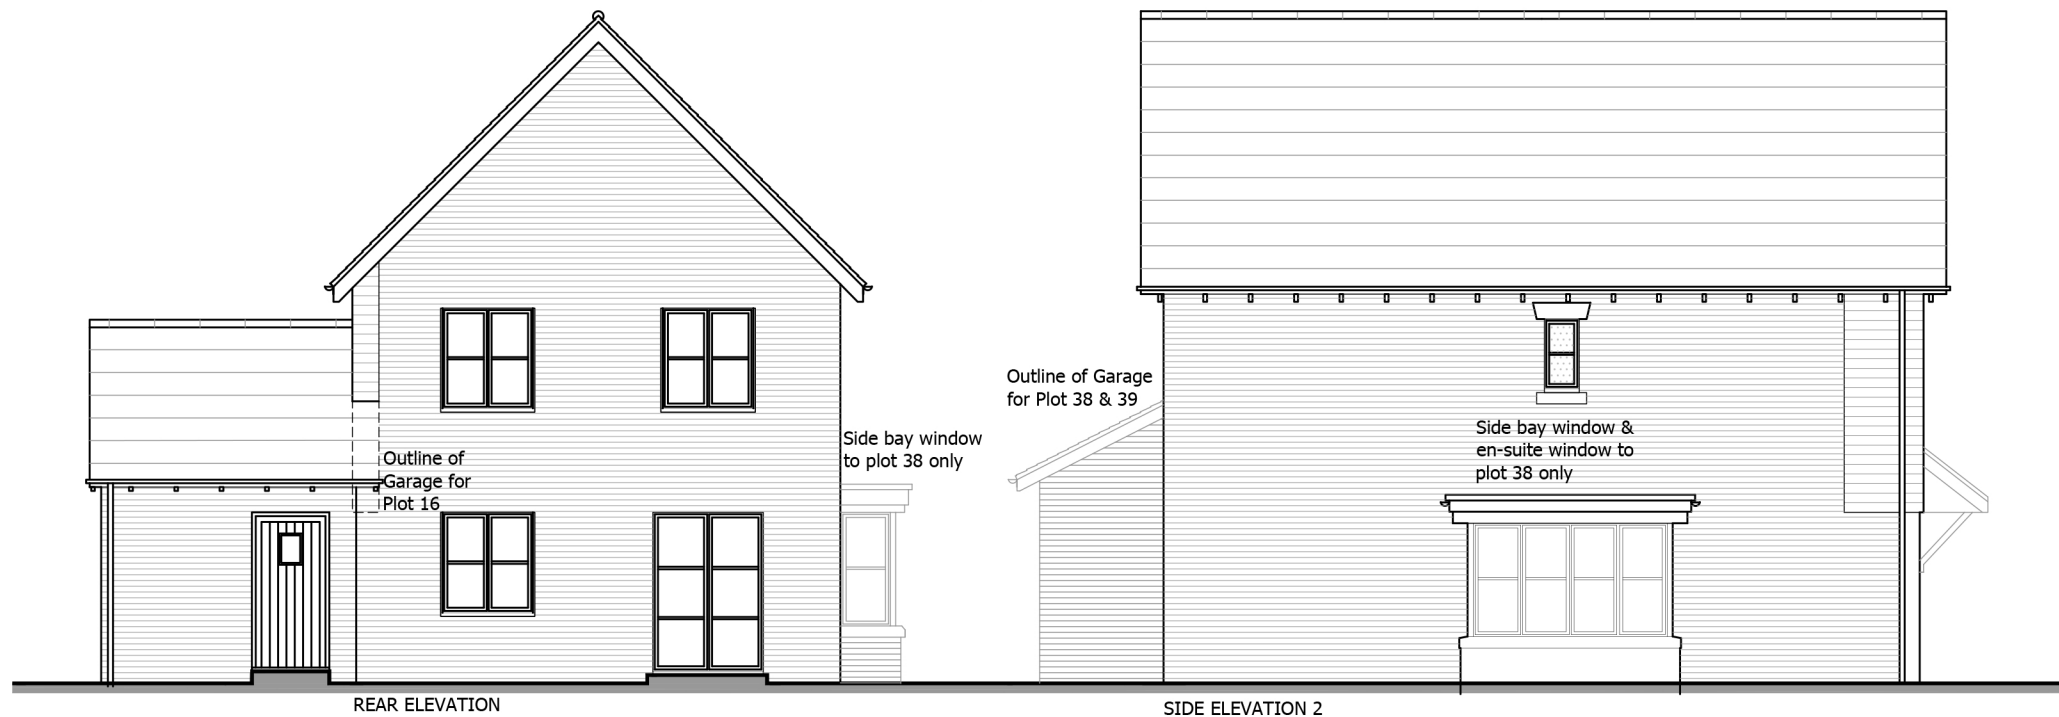 Outline of
Garage for
Plot 16
Side bay window
to plot 38 only
REAR ELEVATION
Outline of Garage
for Plot 38 & 39
Side bay window &
en-suite window to
plot 38 only
SIDE ELEVATION 2